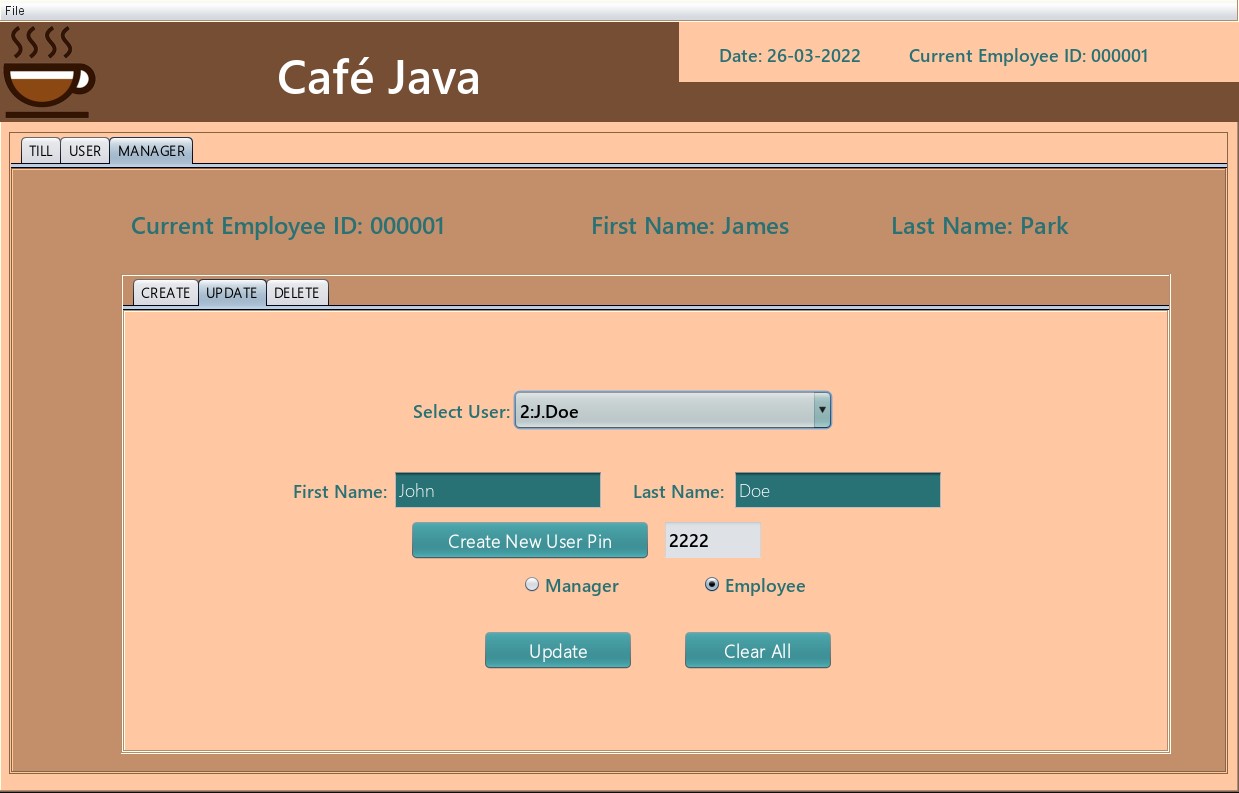 File
Café Java
Date: 26-03-2022 Current Employee ID: 000001
TILL USER MANAGER
Current Employee ID: 000001 First Name: James Last Name: Park
CREATE UPDATE DELETE
Select User: 2:J.Doe
First Name: John Last Name: Doe
Create New User Pin 2222
Manager Employee
Update Clear All